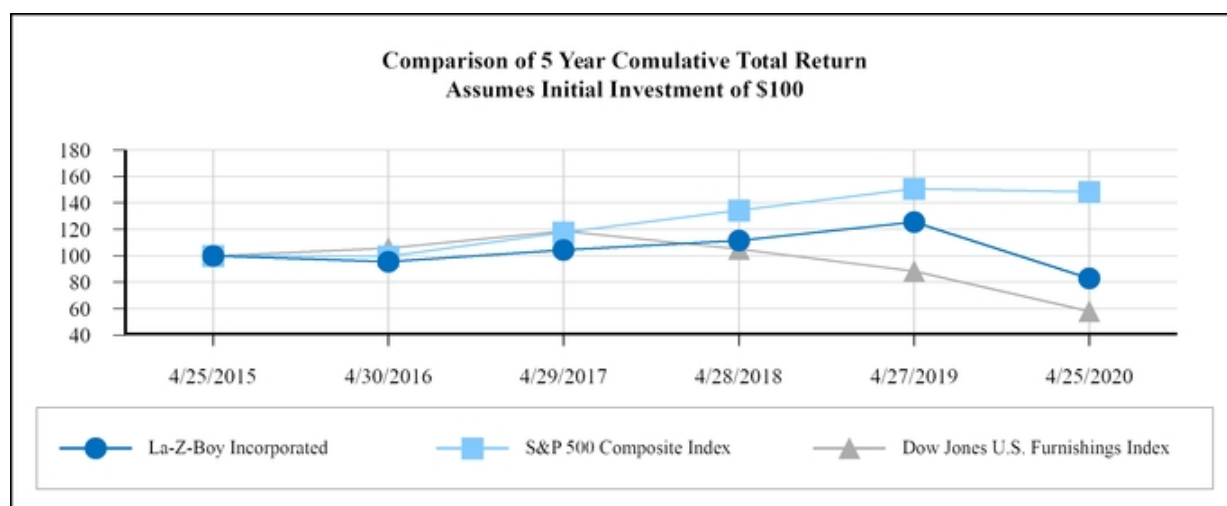 Comparison of 5 Year Comulative Total Return
Assumes Initial Investment of $100
180
160
140
120
100
80
60
40
4/25/2015 4/30/2016 4/29/2017 4/28/2018 4/27/2019 4/25/2020
La-Z-Boy Incorporated S&P 500 Composite Index Dow Jones U.S. Furnishings Index